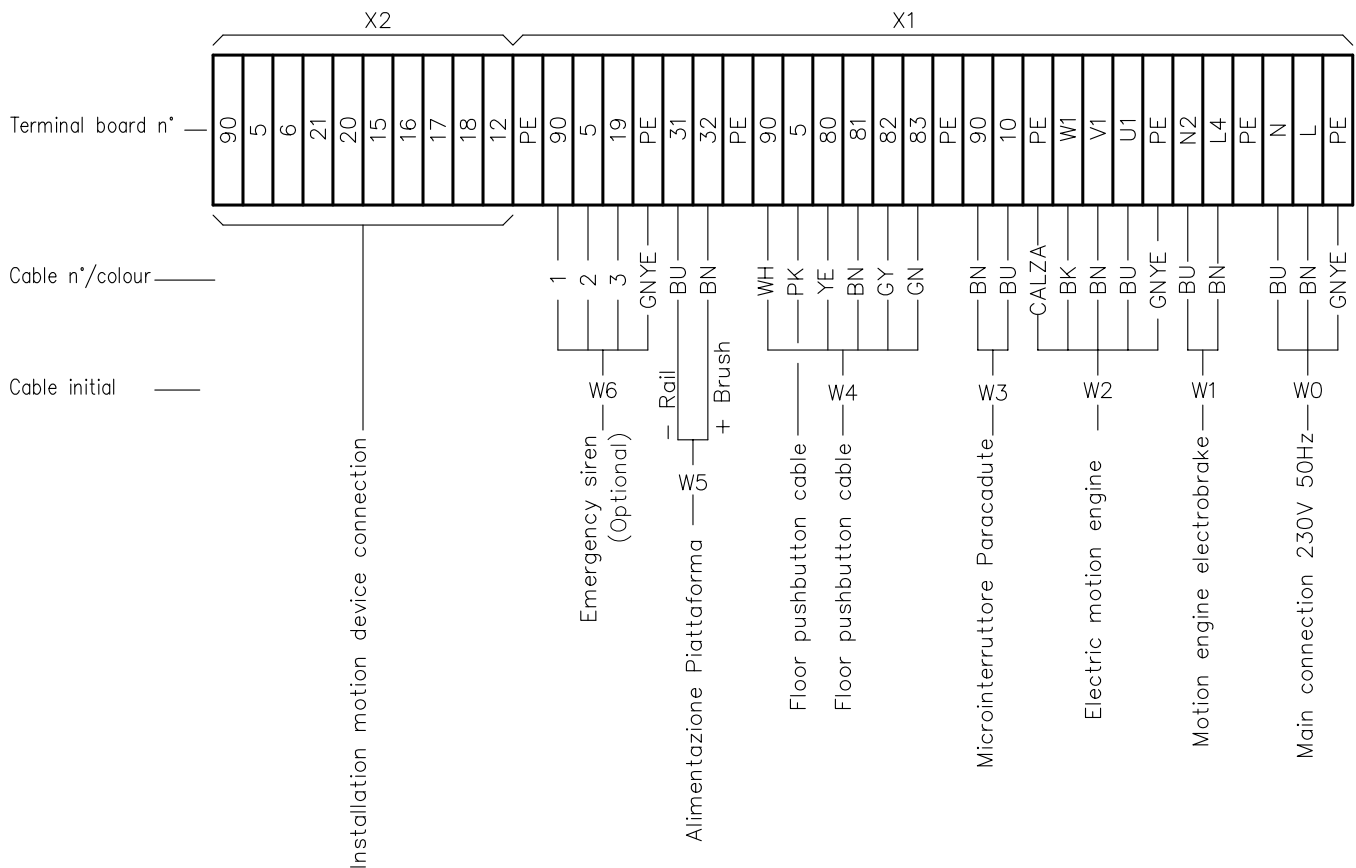 X2 X1
Terminal board n° 90 5 6 21 20 15 16 17 18 12 PE 90 5 19 PE 31 32 PE 90 5 80 81 82 83 PE 90 10 PE W1 V1 U1 PE N2 L4 PE N L PE
Cable n°/colour 1 2 3 GNYE BU BN WH PK YE BN GY GN BN BU CALZA BK BN BU GNYE BU BN BU BN GNYE
Cable initial W6 W4 W3 W2 W1 W0
- Rail
+ Brush
W5
Installation motion device connection
Emergency siren
(Optional)
Alimentazione Piattaforma
Floor pushbutton cable
Floor pushbutton cable
Microinterruttore Paracadute
Electric motion engine
Motion engine electrobrake
Main connection 230V 50Hz